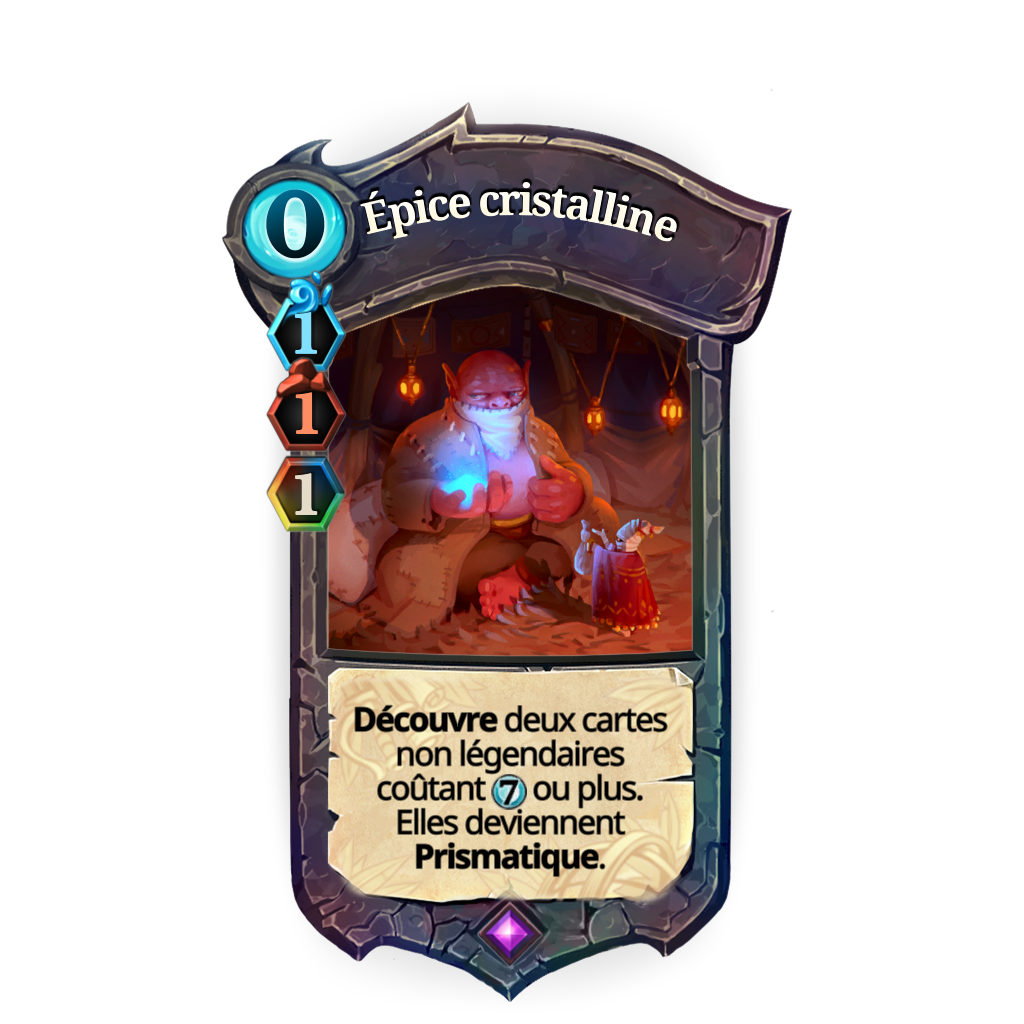 0
Épice cristalline
1
1
1
Découvre deux cartes
non légendaires
coûtant 7 ou plus.
Elles deviennent
Prismatique.